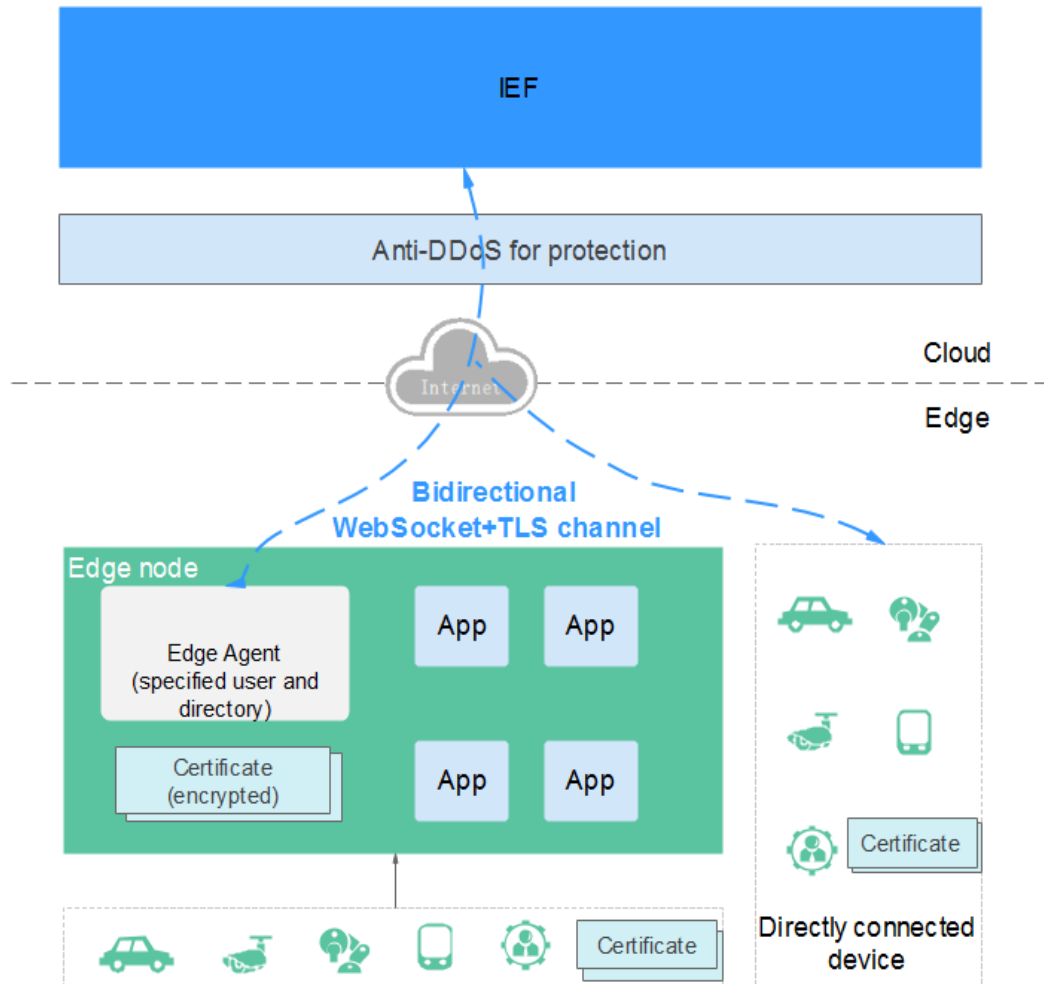 IEF
Anti-DDoS for protection
Internet
Cloud
Edge
Bidirectional
WebSocket+TLS channel
Edge node
Edge Agent
(specified user and
directory)
App
App
Certificate
(encrypted)
App
App
Certificate
Directly connected
device
Certificate